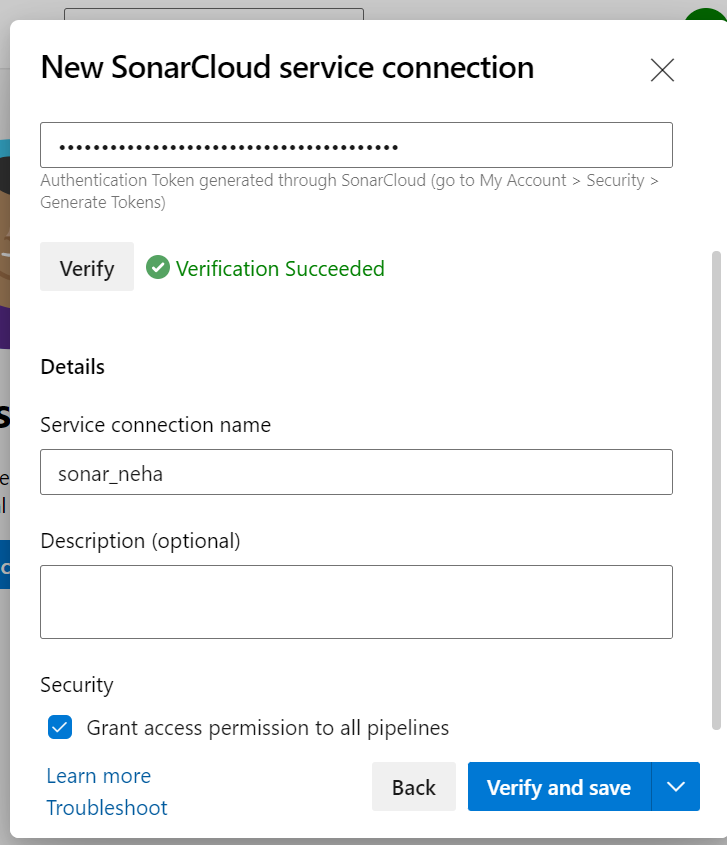 New SonarCloud service connection
••••••••••••••••••••••••••••••••••••••••
Authentication Token generated through SonarCloud (go to My Account > Security >
Generate Tokens)
Verify
Verification Succeeded
Details
Service connection name
sonar_neha
Description (optional)
Security
Grant access permission to all pipelines
Learn more
Troubleshoot
Back
Verify and save